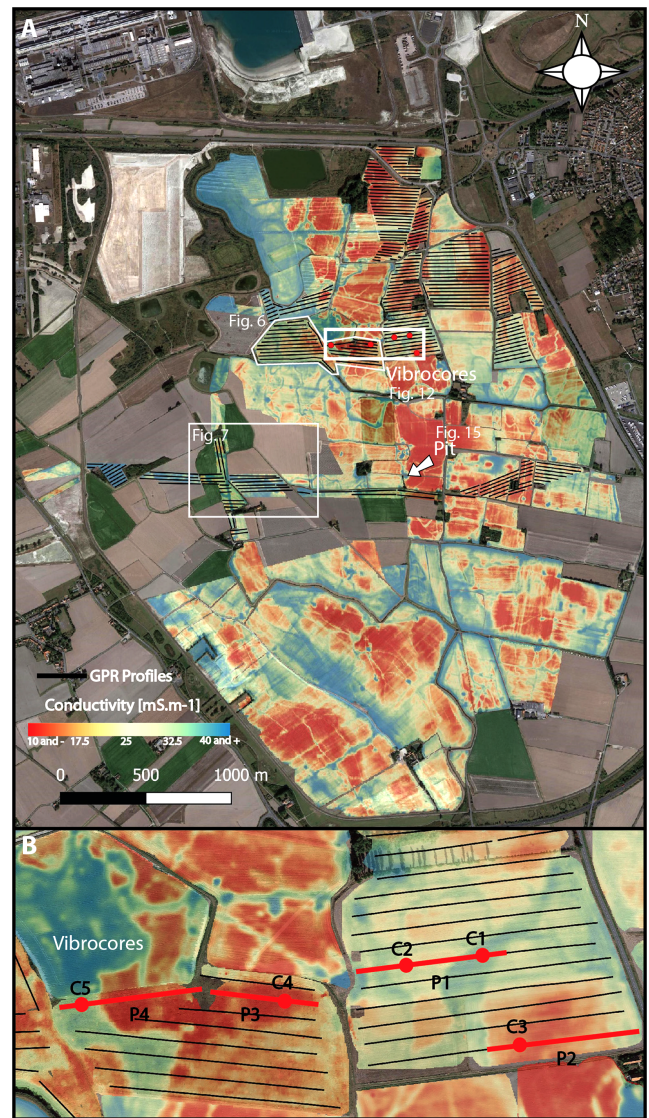 A
N
Fig. 6
Vibrocores
Fig. 12
Fig. 7
Fig. 15
Pit
GPR Profiles
Conductivity [mS.m-1]
10 and - 17.5 25 32.5 40 and +
0 500 1000 m
B
Vibrocores
C1
C2
P1
C5
C4
P4
P3
C3
P2